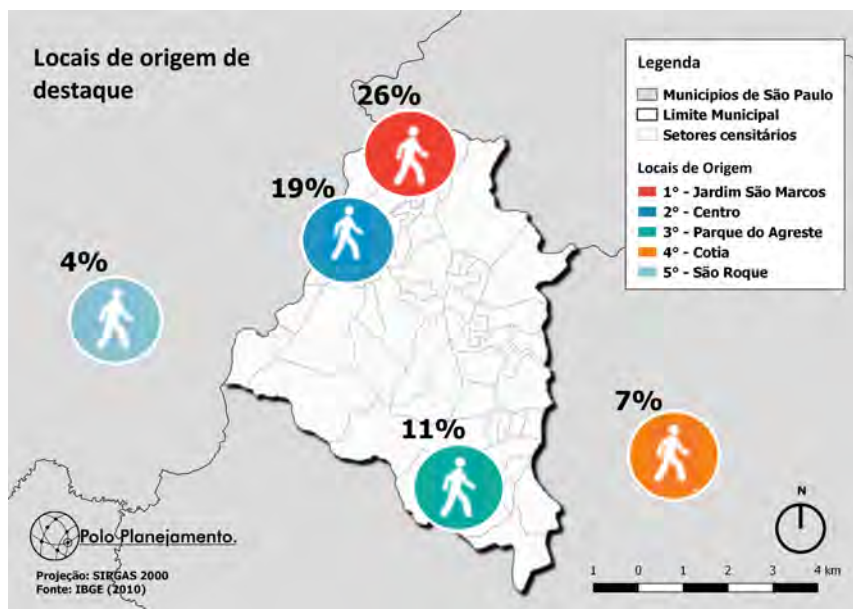 Locais de origem de
destaque
26%
19%
4%
11%
7%
Legenda
Municípios de São Paulo
Limite Municipal
Setores censitários
Locais de Origem
1° - Jardim São Marcos
2° - Centro
3° - Parque do Agreste
4° - Cotia
5° - São Roque
Polo Planejamento.
Projeção: SIRGAS 2000
Fonte: IBGE (2010)
N
1 0 1 2 3 4 km